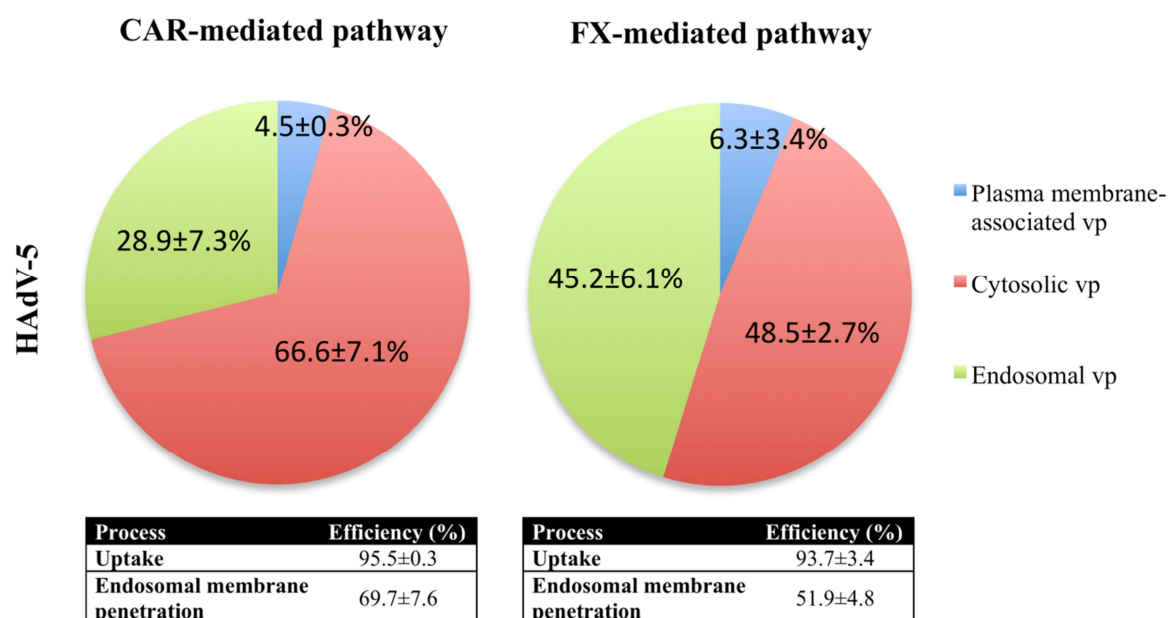 CAR-mediated pathway
FX-mediated pathway
HAdV-5
4.5±0.3%
28.9±7.3%
66.6±7.1%
6.3±3.4%
45.2±6.1%
48.5±2.7%
Plasma membrane-
associated vp
Cytosolic vp
Endosomal vp
Process Efficiency (%)
Uptake 95.5±0.3
Endosomal membrane
penetration 69.7±7.6
Process Efficiency (%)
Uptake 93.7±3.4
Endosomal membrane
penetration 51.9±4.8